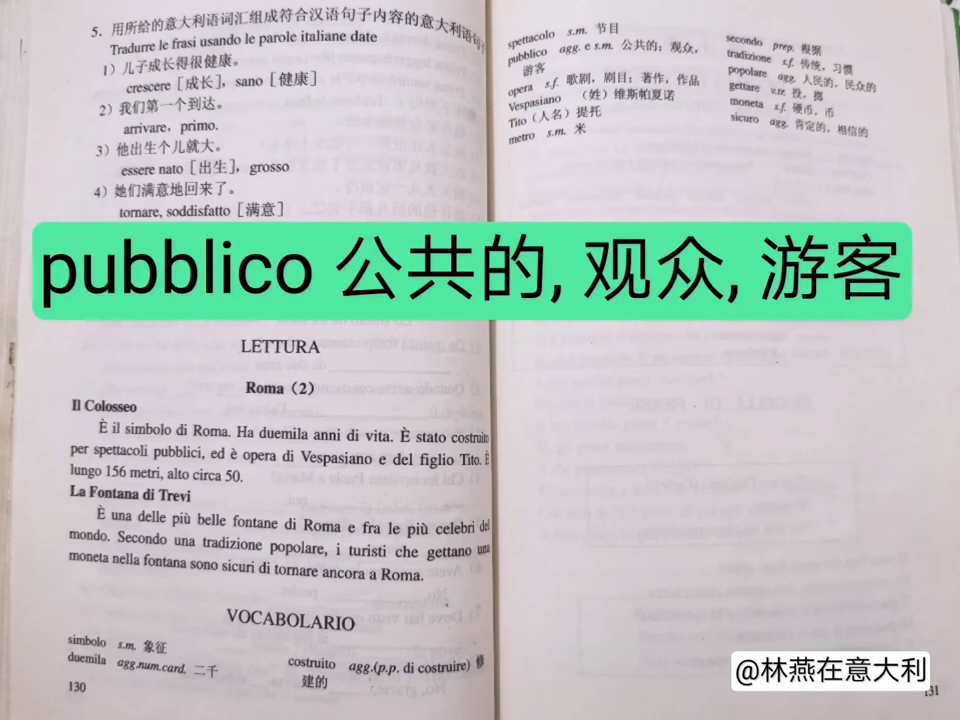 5. 用所给的意大利语词汇组成符合汉语句子内容的意大利语句
Tradurre le frasi usando le parole italiane date
1）儿子成长得很健康。
crescere［成长］, sano［健康］
2）我们第一个到达。
arrivare, primo.
3）他出生个儿就大。
essere nato［出生］, grosso
4）她们满意地回来了。
tornare, soddisfatto［满意］
pubblico 公共的, 观众, 游客
LETTURA
Roma（2）
Il Colosseo
È il simbolo di Roma. Ha duemila anni di vita. È stato costruito
per spettacoli pubblici, ed è opera di Vespasiano e del figlio Tito. È
lungo 156 metri, alto circa 50.
La Fontana di Trevi
È una delle più belle fontane di Roma e fra le più celebri del
mondo. Secondo una tradizione popolare, i turisti che gettano una
moneta nella fontana sono sicuri di tornare ancora a Roma.
VOCABOLARIO
simbolo s.m. 象征
duemila agg.num.card. 二千
costruito agg.(p.p. di costruire) 修
建的
130
spettacolo s.m. 节目
pubblico agg. e s.m. 公共的；观众，
游客
opera s.f. 歌剧，剧目；著作，作品
Vespasiano （姓）维斯帕夏诺
Tito（人名）提托
metro s.m. 米
secondo prep. 根据
tradizione s.f. 传统，习惯
popolare agg. 人民的，民众的
gettare v.tr. 投，掷
moneta s.f. 硬币，币
sicuro agg. 肯定的，相信的
131
@林燕在意大利